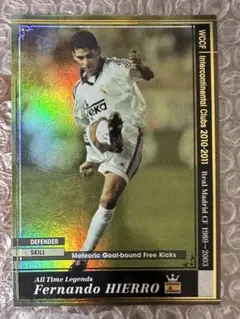 WCCF Intercontinental Clubs 2010-2011
Real Madrid CF 1989~2003
Teka
DEFENDER
SKILL
Meteoric Goal-bound Free Kicks
All Time Legends
Fernando HIERRO